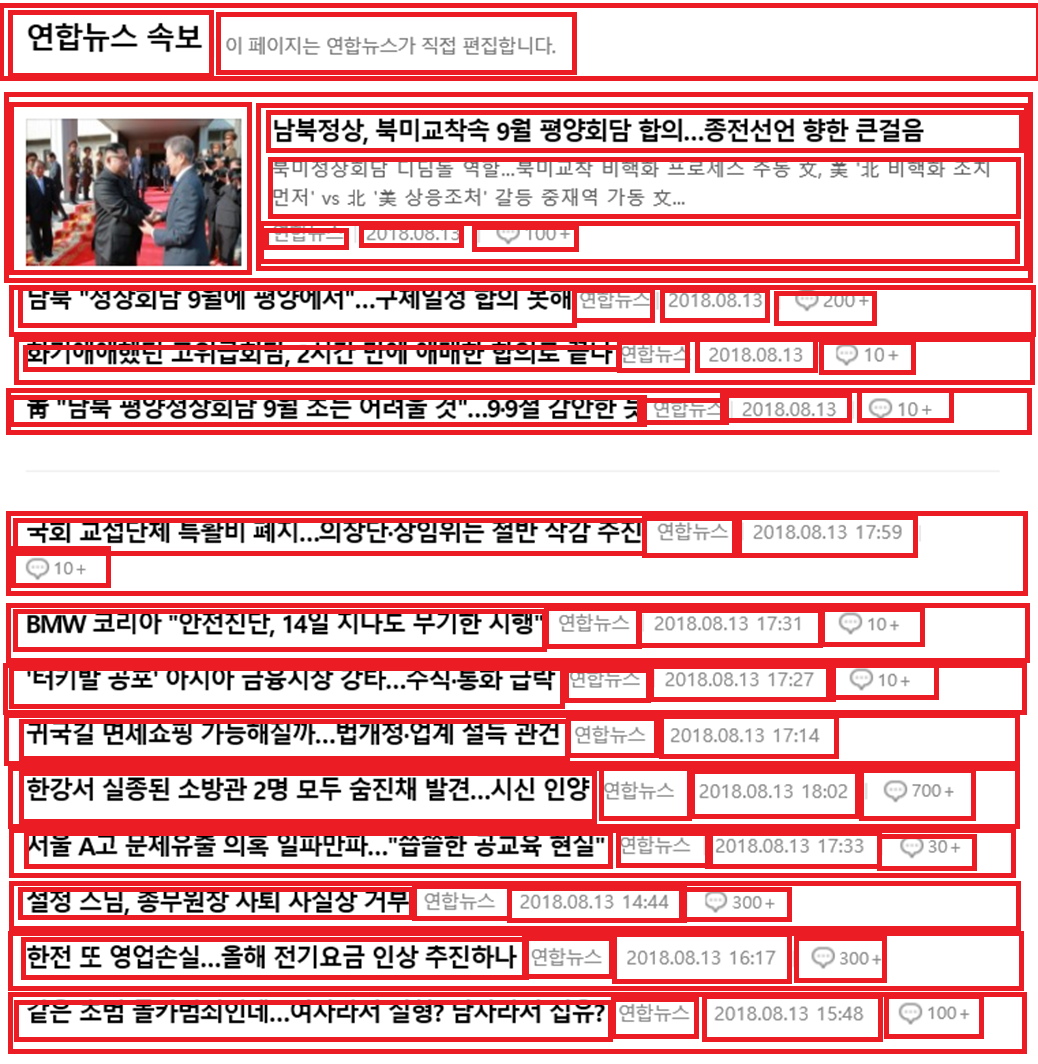 연합뉴스 속보 이 페이지는 연합뉴스가 직접 편집합니다.
남북정상, 북미교착속 9월 평양회담 합의...종전선언 향한 큰걸음
북미정상회담 디딤돌 역할...북미교착 비핵화 프로세스 추동 文, 美 '北 비핵화 조치
먼저' vs 北 '美 상응조처' 갈등 중재역 가동 文...
연합뉴스 2018.08.13 100+
남북 "정상회담 9월에 평양에서"...구체일정 합의 못해 연합뉴스 2018.08.13 200+
화기애애했던 고위급회담, 2시간 만에 애매한 합의로 끝나 연합뉴스 2018.08.13 10+
靑 "남북 평양정상회담 9월 초는 어려울 것"...9·9절 감안한 듯 연합뉴스 2018.08.13 10+
국회 교섭단체 특활비 폐지...의장단·상임위는 절반 삭감 추진 연합뉴스 2018.08.13 17:59
10+
BMW 코리아 "안전진단, 14일 지나도 무기한 시행" 연합뉴스 2018.08.13 17:31 10+
'터키발 공포' 아시아 금융시장 강타...주식·통화 급락 연합뉴스 2018.08.13 17:27 10+
귀국길 면세쇼핑 가능해질까...법개정·업계 설득 관건 연합뉴스 2018.08.13 17:14
한강서 실종된 소방관 2명 모두 숨진채 발견...시신 인양 연합뉴스 2018.08.13 18:02 700+
서울 A고 문제유출 의혹 일파만파..."씁쓸한 공교육 현실" 연합뉴스 2018.08.13 17:33 30+
설정 스님, 총무원장 사퇴 사실상 거부 연합뉴스 2018.08.13 14:44 300+
한전 또 영업손실...올해 전기요금 인상 추진하나 연합뉴스 2018.08.13 16:17 300+
같은 초범 몰카범죄인데...여자라서 실형? 남자라서 집유? 연합뉴스 2018.08.13 15:48 100+